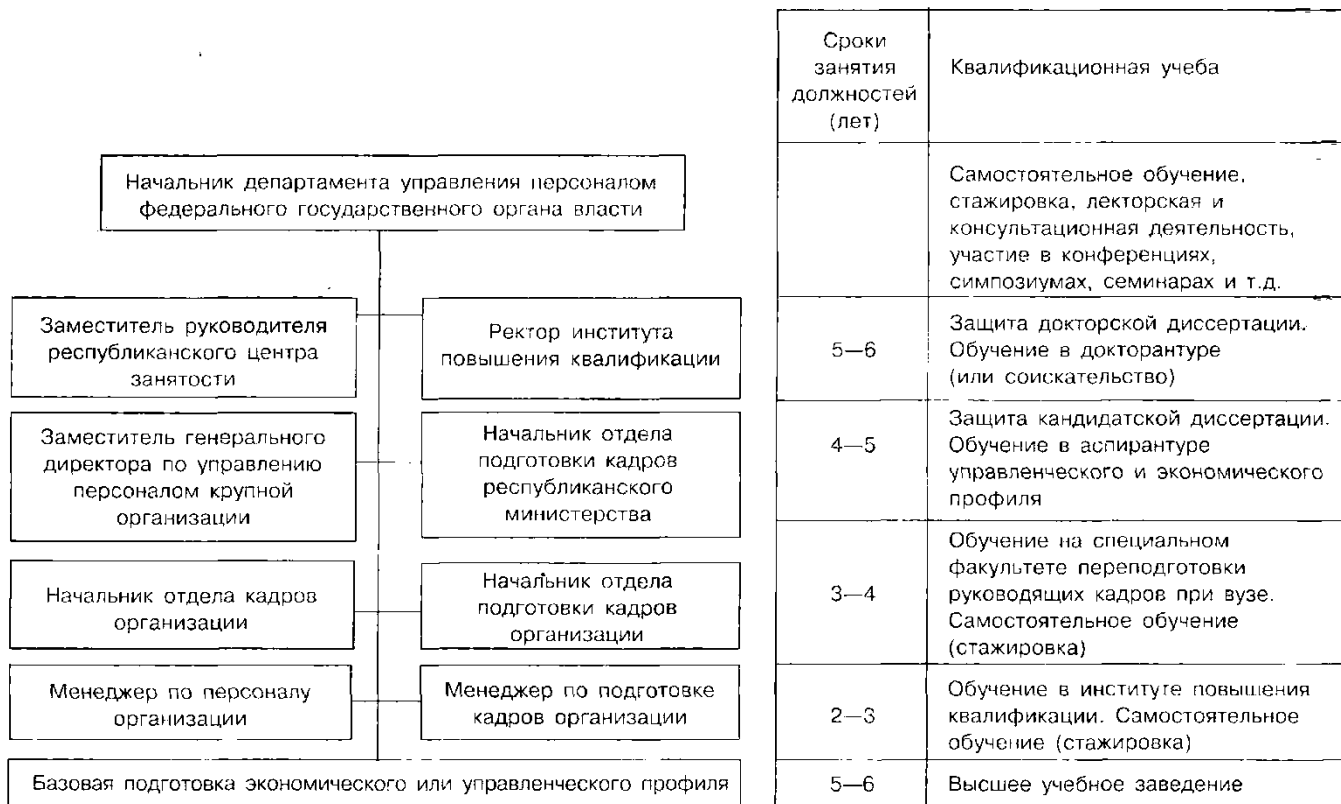 Сроки
занятия
должностей
(лет)
Квалификационная учеба
Начальник департамента управления персоналом
федерального государственного органа власти
Самостоятельное обучение,
стажировка, лекторская и
консультационная деятельность,
участие в конференциях,
симпозиумах, семинарах и т.д.
Заместитель руководителя
республиканского центра
занятости
Ректор института
повышения квалификации
5—6
Защита докторской диссертации.
Обучение в докторантуре
(или соискательство)
Заместитель генерального
директора по управлению
персоналом крупной
организации
Начальник отдела
подготовки кадров
республиканского
министерства
4—5
Защита кандидатской диссертации.
Обучение в аспирантуре
управленческого и экономического
профиля
Начальник отдела кадров
организации
Начальник отдела
подготовки кадров
организации
3—4
Обучение на специальном
факультете переподготовки
руководящих кадров при вузе.
Самостоятельное обучение
(стажировка)
Менеджер по персоналу
организации
Менеджер по подготовке
кадров организации
2—3
Обучение в институте повышения
квалификации. Самостоятельное
обучение (стажировка)
Базовая подготовка экономического или управленческого профиля
5—6
Высшее учебное заведение